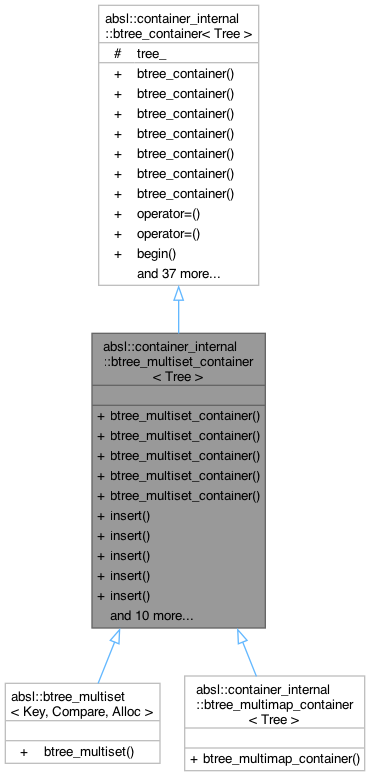 absl::container_internal
::btree_container< Tree >
# tree_
+ btree_container()
+ btree_container()
+ btree_container()
+ btree_container()
+ btree_container()
+ btree_container()
+ btree_container()
+ operator=()
+ operator=()
+ begin()
and 37 more...
absl::container_internal
::btree_multiset_container
< Tree >
+ btree_multiset_container()
+ btree_multiset_container()
+ btree_multiset_container()
+ btree_multiset_container()
+ btree_multiset_container()
+ insert()
+ insert()
+ insert()
+ insert()
+ insert()
and 10 more...
absl::btree_multiset
< Key, Compare, Alloc >
+ btree_multiset()
absl::container_internal
::btree_multimap_container
< Tree >
+ btree_multimap_container()